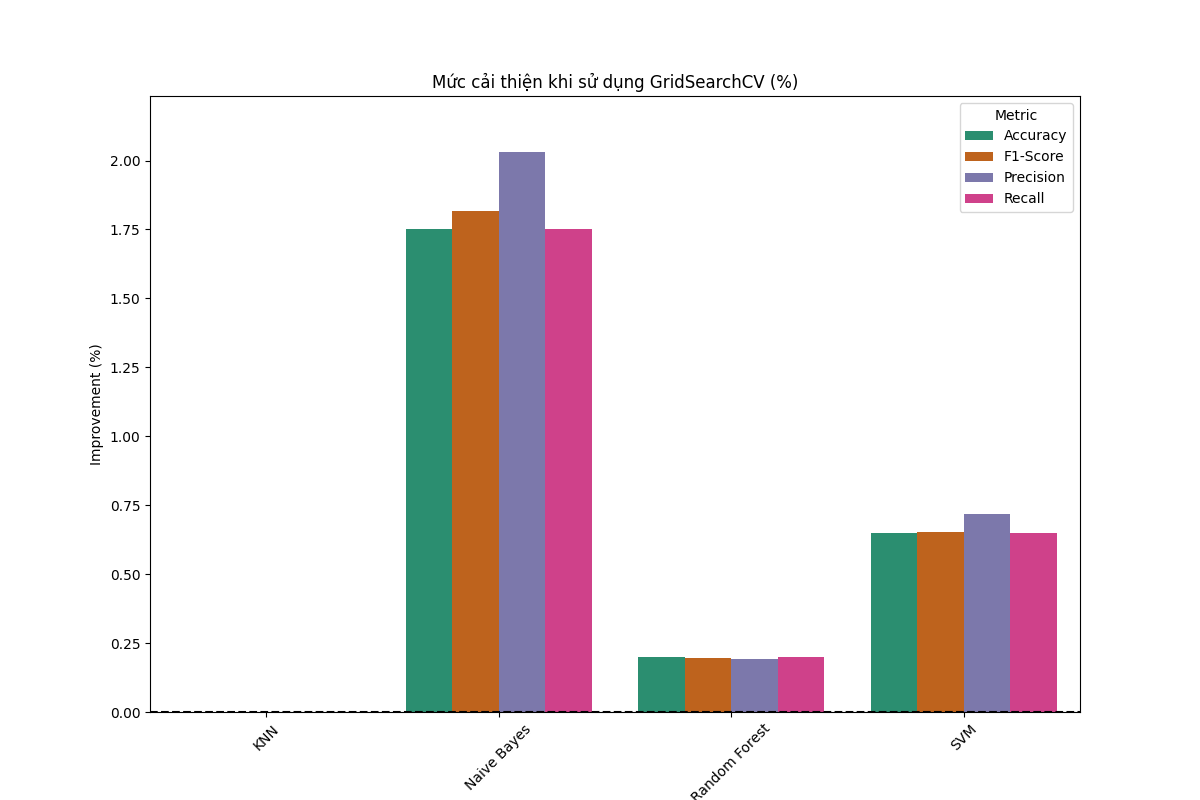 Mức cải thiện khi sử dụng GridSearchCV (%)
Metric
Accuracy
F1-Score
Precision
Recall
2.00
1.75
1.50
1.25
1.00
0.75
0.50
0.25
0.00
Improvement (%)
KNN
Naive Bayes
Random Forest
SVM